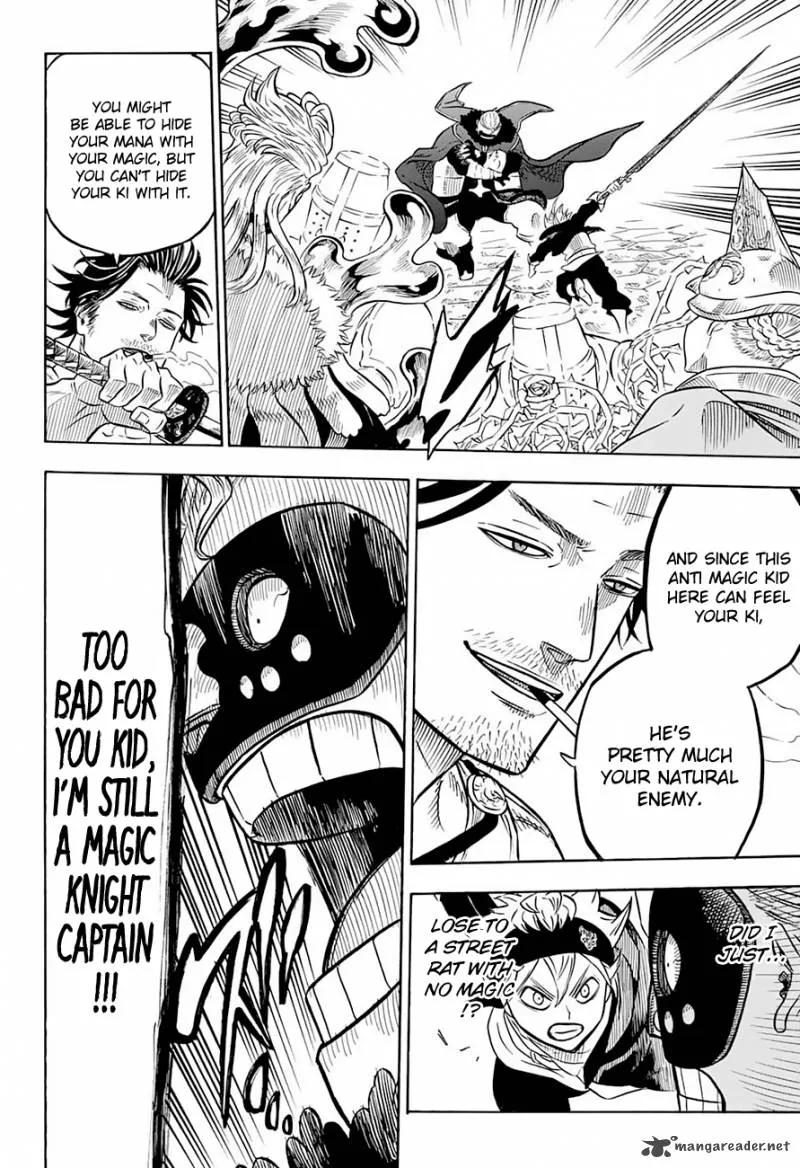 YOU MIGHT
BE ABLE TO HIDE
YOUR MANA WITH
YOUR MAGIC, BUT
YOU CAN'T HIDE
YOUR KI WITH IT.
AND SINCE THIS
ANTI MAGIC KID
HERE CAN FEEL
YOUR KI,
HE'S
PRETTY MUCH
YOUR NATURAL
ENEMY.
DID I
JUST...
LOSE TO
A STREET
RAT WITH
NO MAGIC
!?
TOO
BAD FOR
YOU KID,
I'M STILL
A MAGIC
KNIGHT
CAPTAIN
!!!
mangareader.net